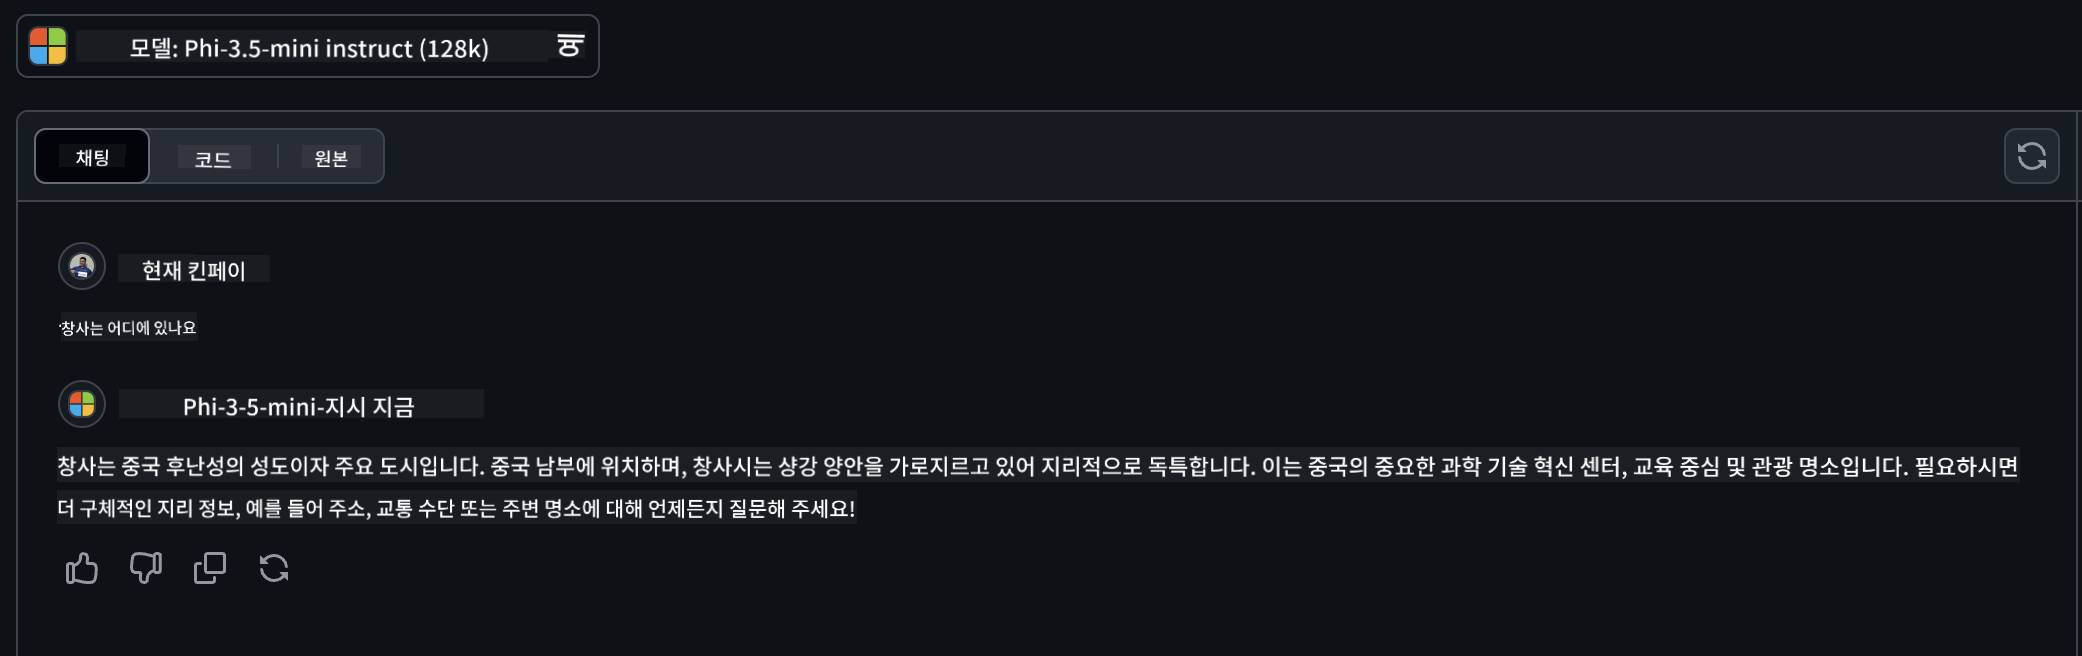 모델: Phi-3.5-mini instruct (128k)
채팅
코드
원본
현재 킨페이
창사는 어디에 있나요
Phi-3-5-mini-지시 지금
창사는 중국 후난성의 성도이자 주요 도시입니다. 중국 남부에 위치하며, 창사시는 샹강 양안을 가로지르고 있어 지리적으로 독특합니다. 이는 중국의 중요한 과학 기술 혁신 센터, 교육 중심 및 관광 명소입니다. 필요하시면
더 구체적인 지리 정보, 예를 들어 주소, 교통 수단 또는 주변 명소에 대해 언제든지 질문해 주세요!